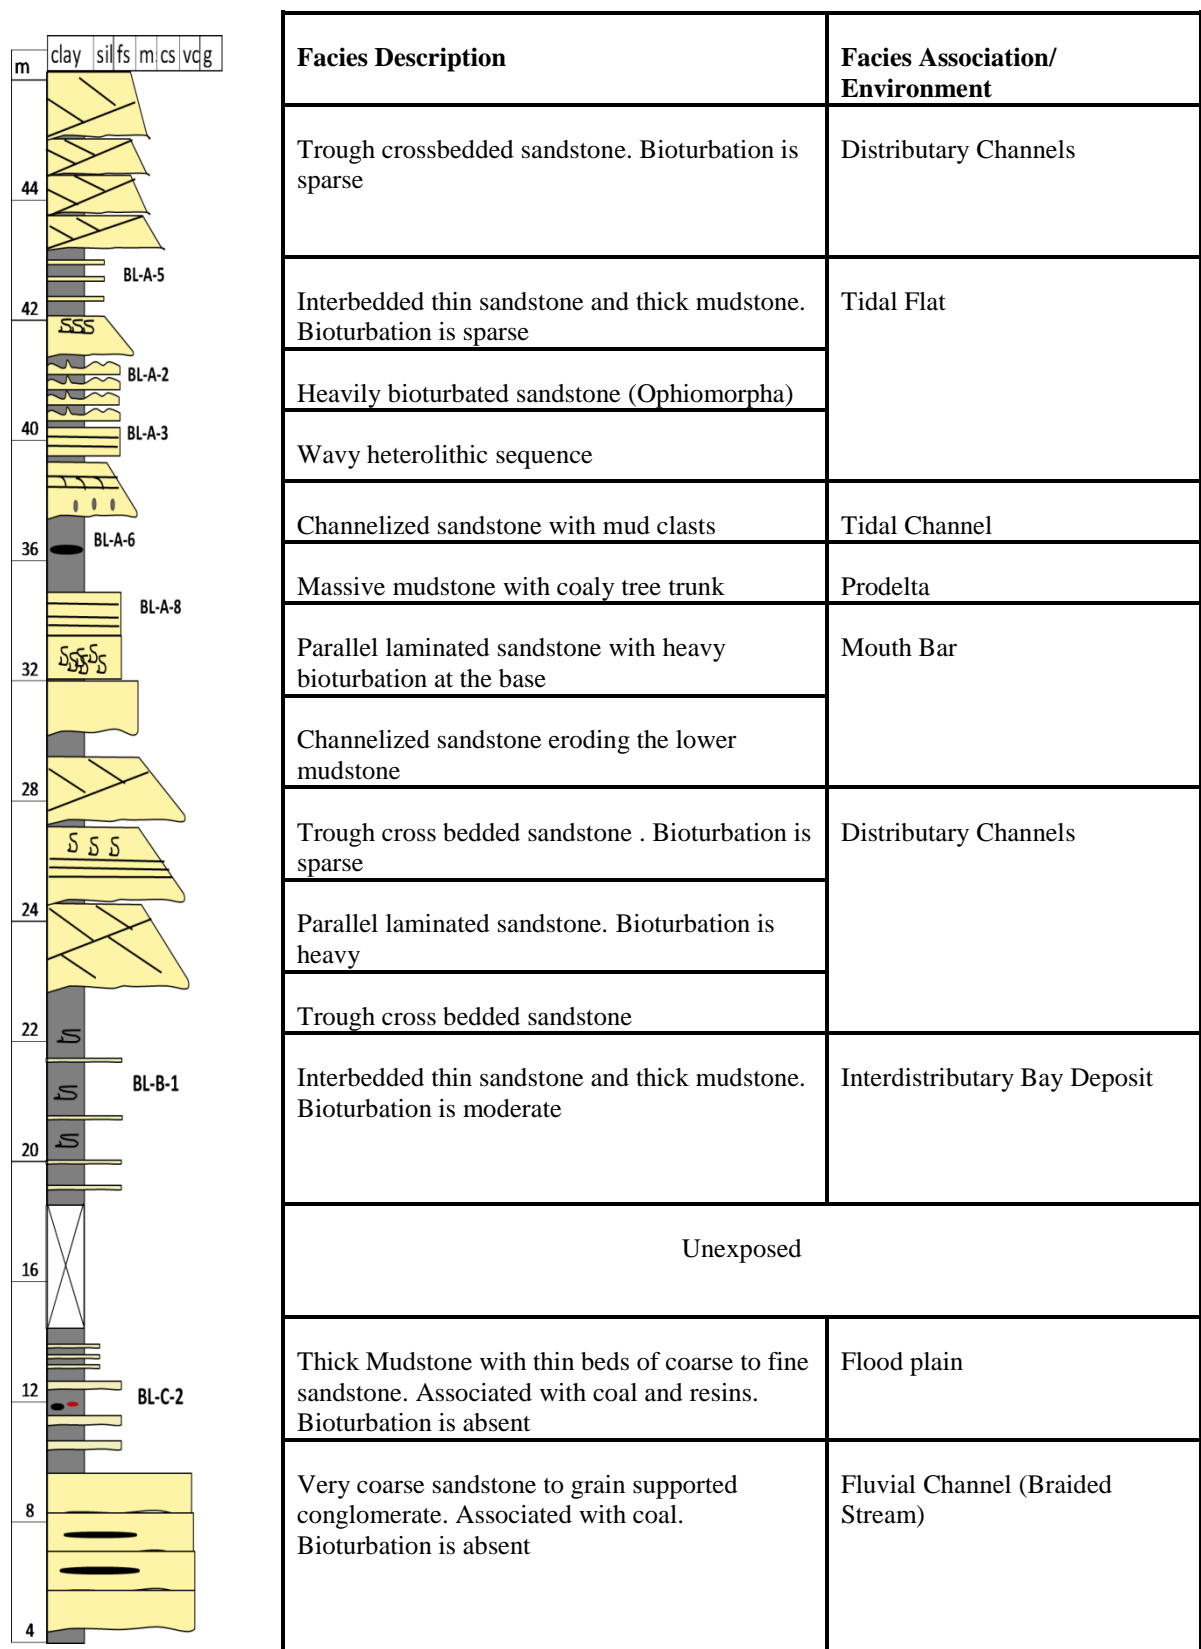 m
clay sil fs m cs vc g
44
42
40
36
32
28
24
22
20
16
12
8
4
BL-A-5
BL-A-2
BL-A-3
BL-A-6
BL-A-8
BL-B-1
BL-C-2
Facies Description
Facies Association/
Environment
Trough crossbedded sandstone. Bioturbation is
sparse
Distributary Channels
Interbedded thin sandstone and thick mudstone.
Bioturbation is sparse
Tidal Flat
Heavily bioturbated sandstone (Ophiomorpha)
Wavy heterolithic sequence
Channelized sandstone with mud clasts
Tidal Channel
Massive mudstone with coaly tree trunk
Prodelta
Parallel laminated sandstone with heavy
bioturbation at the base
Mouth Bar
Channelized sandstone eroding the lower
mudstone
Trough cross bedded sandstone . Bioturbation is
sparse
Distributary Channels
Parallel laminated sandstone. Bioturbation is
heavy
Trough cross bedded sandstone
Interbedded thin sandstone and thick mudstone.
Bioturbation is moderate
Interdistributary Bay Deposit
Unexposed
Thick Mudstone with thin beds of coarse to fine
sandstone. Associated with coal and resins.
Bioturbation is absent
Flood plain
Very coarse sandstone to grain supported
conglomerate. Associated with coal.
Bioturbation is absent
Fluvial Channel (Braided
Stream)